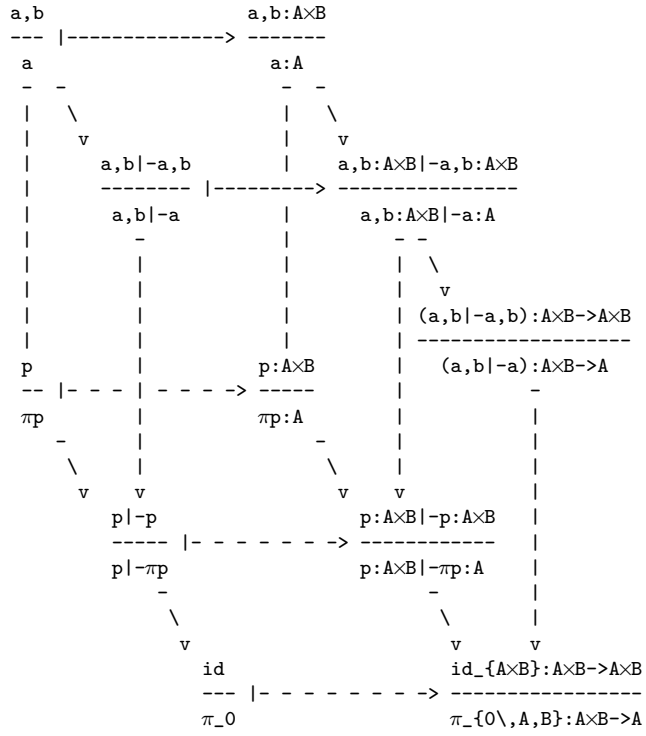 a,b                    a,b:A×B
--- |--------------> -------
a                       a:A
-  -                     -  -
|   \                    |   \
|    v                   |    v
|     a,b|-a,b           |     a,b:A×B|-a,b:A×B
|     -------- |---------> ----------------
|      a,b|-a            |      a,b:A×B|-a:A
|        -               |          - -
|        |               |          |  \
|        |               |          |   v
|        |               |          | (a,b|-a,b):A×B->A×B
|        |               |          |-------------------
|        |               |          |  (a,b|-a):A×B->A
p        |             p:A×B        |         -
-- |- - - - | - - - -> -----        |         |
πp       |             πp:A         |         |
-        |                  -       |         |
\        |                   \      |         |
v    v                    v   v         |
p|-p                  p:A×B|-p:A×B      |
----- |- - - - - - -> ------------      |
p|-πp                 p:A×B|-πp:A       |
-                        -         |
\                         \        |
v                         v     v
id                    id_{A×B}:A×B->A×B
--- |- - - - - - - -> -----------------
π_0                   π_{0\,A,B}:A×B->A